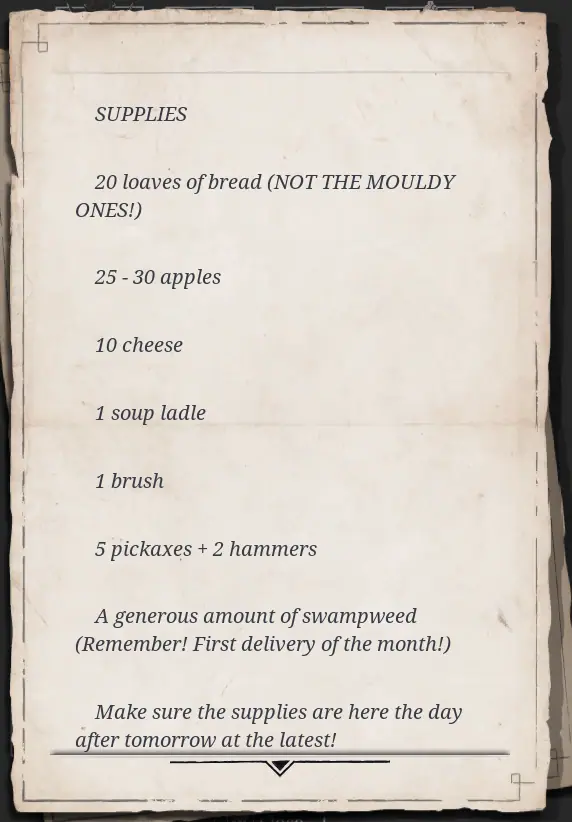 SUPPLIES
20 loaves of bread (NOT THE MOULDY
ONES!)
25 - 30 apples
10 cheese
1 soup ladle
1 brush
5 pickaxes + 2 hammers
A generous amount of swampweed
(Remember! First delivery of the month!)
Make sure the supplies are here the day
after tomorrow at the latest!